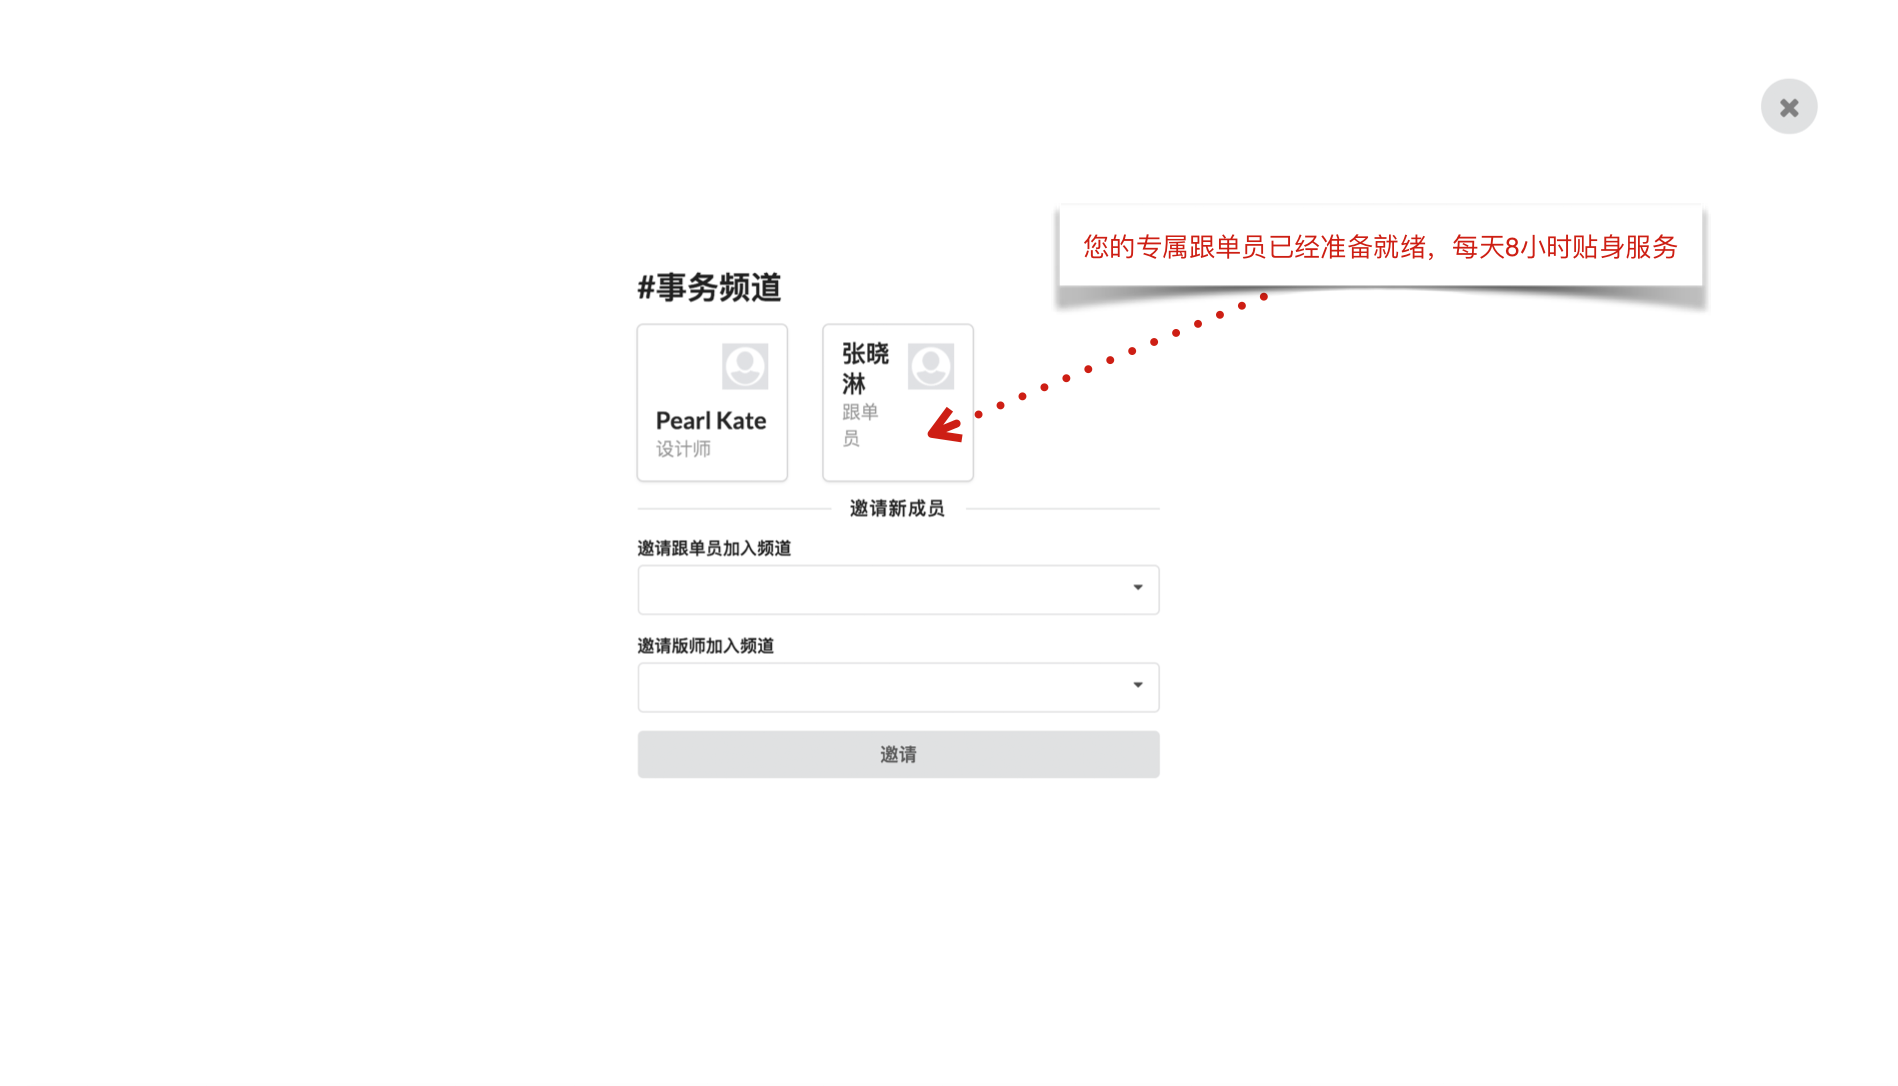 您的专属跟单员已经准备就绪，每天8小时贴身服务
#事务频道
Pearl Kate
设计师
张晓
淋
跟单
员
邀请新成员
邀请跟单员加入频道
邀请版师加入频道
邀请